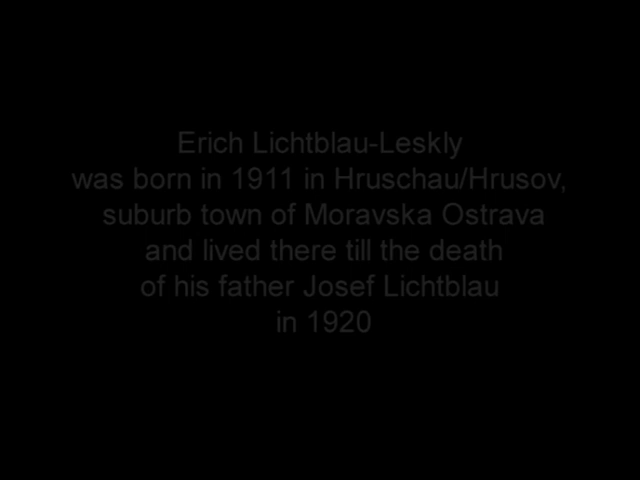 Erich Lichtblau-Leskly
was born in 1911 in Hruschau/Hrusov,
suburb town of Moravska Ostrava
and lived there till the death
of his father Josef Lichtblau
in 1920